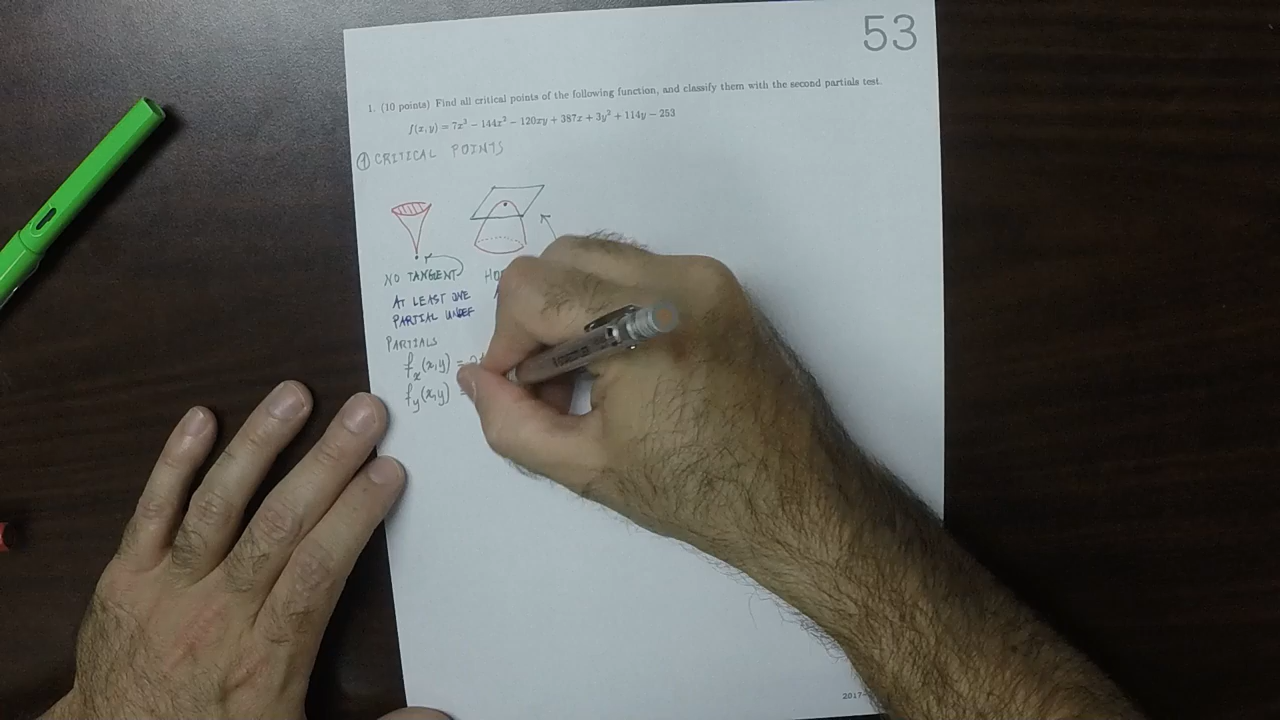 53
1. (10 points) Find all critical points of the following function, and classify them with the second partials test.
f(x, y) = 7x³ − 144x² − 120xy + 387x + 3y² + 114y − 253
① CRITICAL POINTS
NO TANGENT
AT LEAST ONE
PARTIAL UNDEF
PARTIALS
fₓ(x,y) =
f_y(x,y) =
2017-